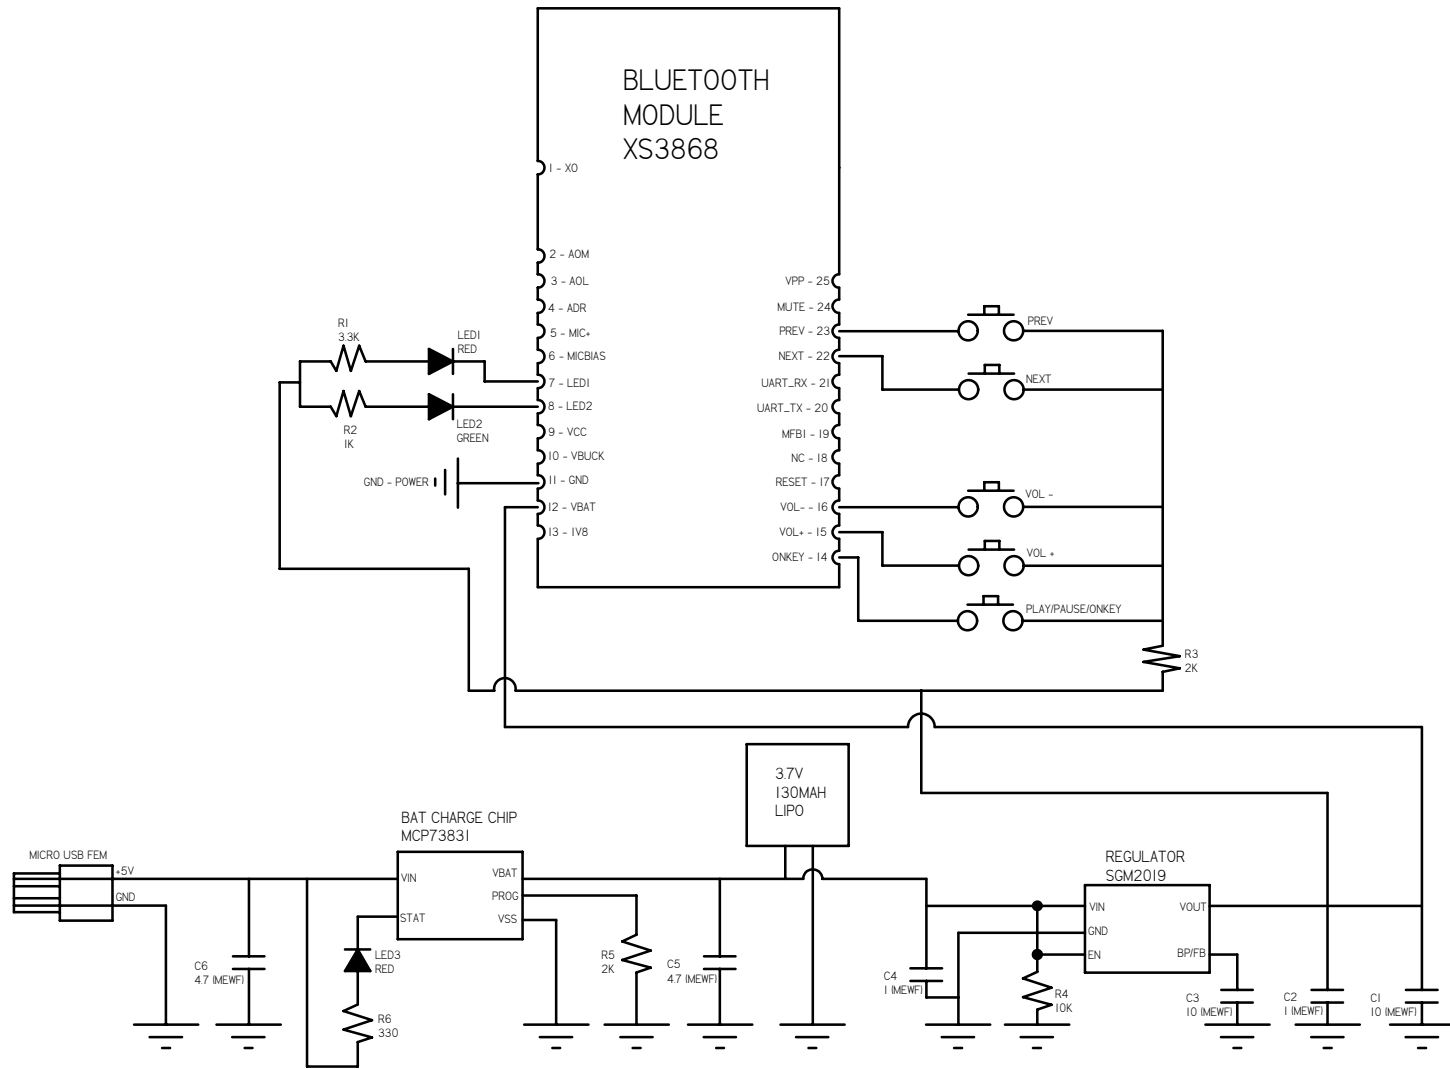 BLUETOOTH
MODULE
XS3868
1 - XO
2 - AOM
3 - AOL
4 - ADR
5 - MIC+
6 - MICBIAS
7 - LED1
8 - LED2
9 - VCC
10 - VBUCK
11 - GND
12 - VBAT
13 - 1V8
VPP - 25
MUTE - 24
PREV - 23
NEXT - 22
UART_RX - 21
UART_TX - 20
MFB1 - 19
NC - 18
RESET - 17
VOL- - 16
VOL+ - 15
ONKEY - 14
R1
3.3K
LED1
RED
R2
1K
LED2
GREEN
GND - POWER
PREV
NEXT
VOL -
VOL +
PLAY/PAUSE/ONKEY
R3
2K
3.7V
130MAH
LIPO
BAT CHARGE CHIP
MCP73831
VIN
STAT
VBAT
PROG
VSS
MICRO USB FEM
+5V
GND
C6
4.7 (MEWF)
LED3
RED
R6
330
R5
2K
C5
4.7 (MEWF)
C4
1 (MEWF)
R4
10K
REGULATOR
SGM2019
VIN
GND
EN
VOUT
BP/FB
C3
10 (MEWF)
C2
1 (MEWF)
C1
10 (MEWF)